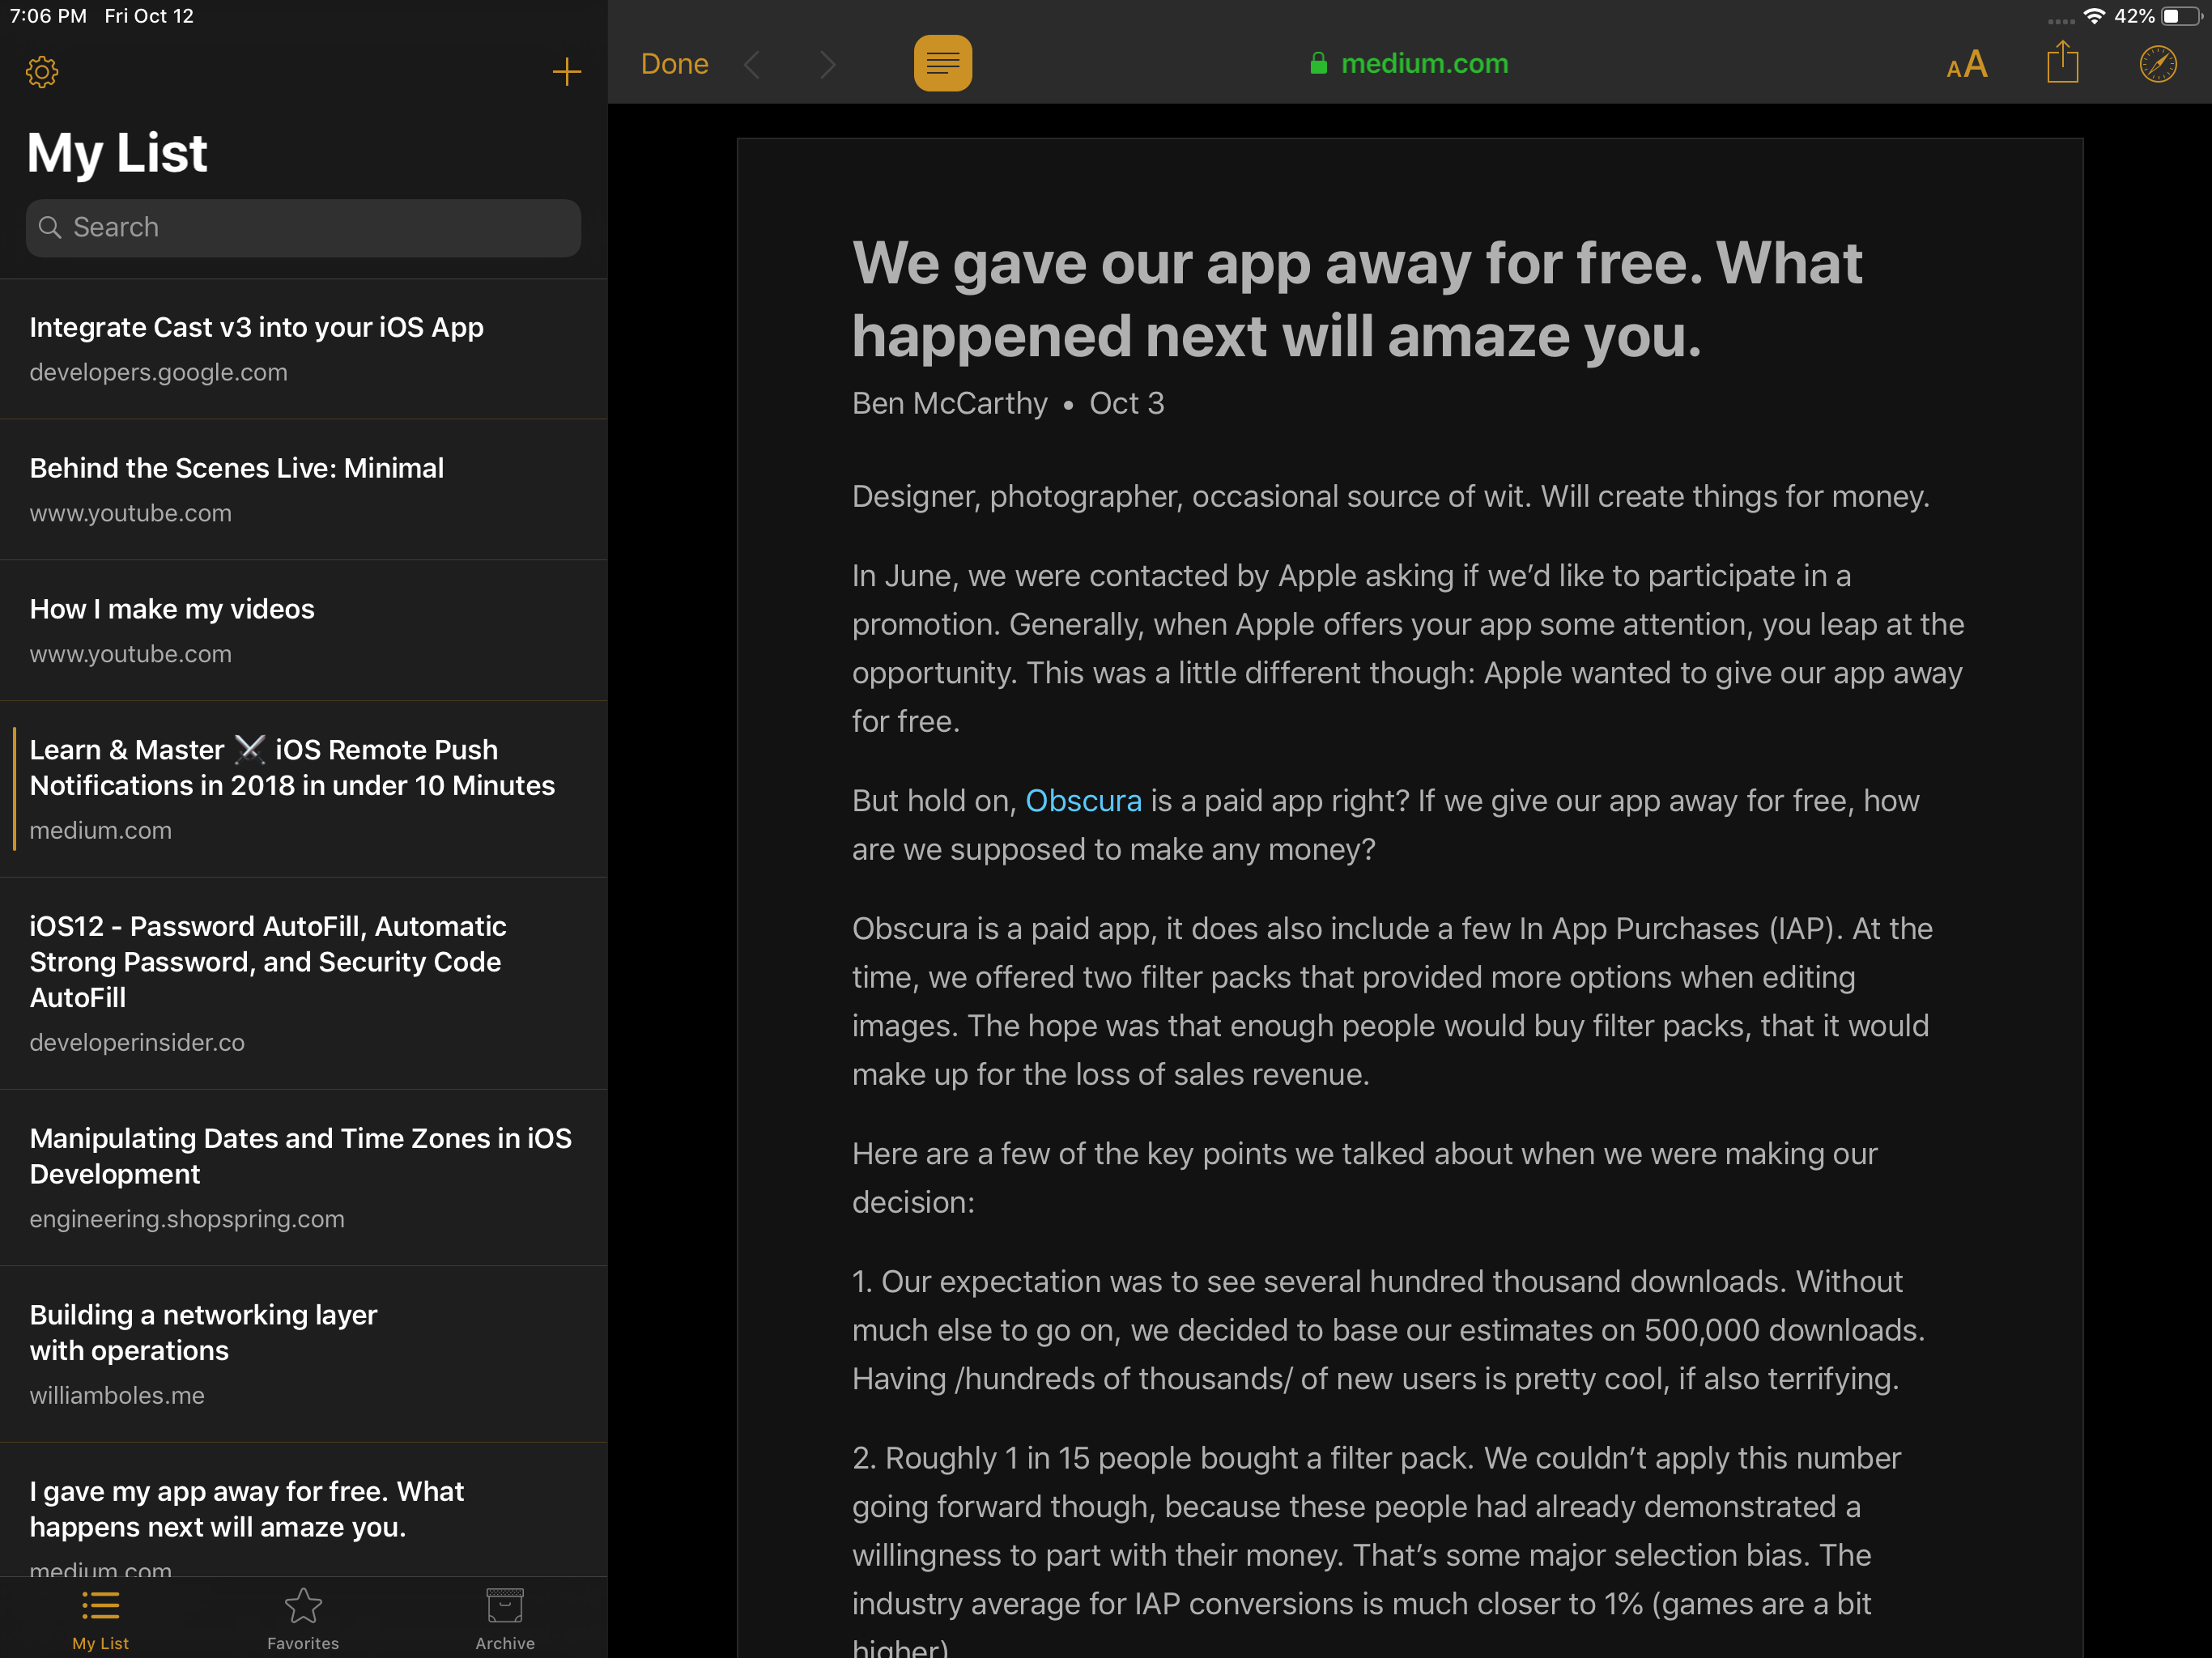 7:06 PM Fri Oct 12
42%
My List
Search
Integrate Cast v3 into your iOS App
developers.google.com
Behind the Scenes Live: Minimal
www.youtube.com
How I make my videos
www.youtube.com
Learn & Master ⚔️ iOS Remote Push
Notifications in 2018 in under 10 Minutes
medium.com
iOS12 - Password AutoFill, Automatic
Strong Password, and Security Code
AutoFill
developerinsider.co
Manipulating Dates and Time Zones in iOS
Development
engineering.shopspring.com
Building a networking layer
with operations
williamboles.me
I gave my app away for free. What
happens next will amaze you.
medium.com
My List
Favorites
Archive
Done
medium.com
AA
We gave our app away for free. What
happened next will amaze you.
Ben McCarthy • Oct 3
Designer, photographer, occasional source of wit. Will create things for money.
In June, we were contacted by Apple asking if we’d like to participate in a
promotion. Generally, when Apple offers your app some attention, you leap at the
opportunity. This was a little different though: Apple wanted to give our app away
for free.
But hold on, Obscura is a paid app right? If we give our app away for free, how
are we supposed to make any money?
Obscura is a paid app, it does also include a few In App Purchases (IAP). At the
time, we offered two filter packs that provided more options when editing
images. The hope was that enough people would buy filter packs, that it would
make up for the loss of sales revenue.
Here are a few of the key points we talked about when we were making our
decision:
1. Our expectation was to see several hundred thousand downloads. Without
much else to go on, we decided to base our estimates on 500,000 downloads.
Having /hundreds of thousands/ of new users is pretty cool, if also terrifying.
2. Roughly 1 in 15 people bought a filter pack. We couldn’t apply this number
going forward though, because these people had already demonstrated a
willingness to part with their money. That’s some major selection bias. The
industry average for IAP conversions is much closer to 1% (games are a bit
higher)